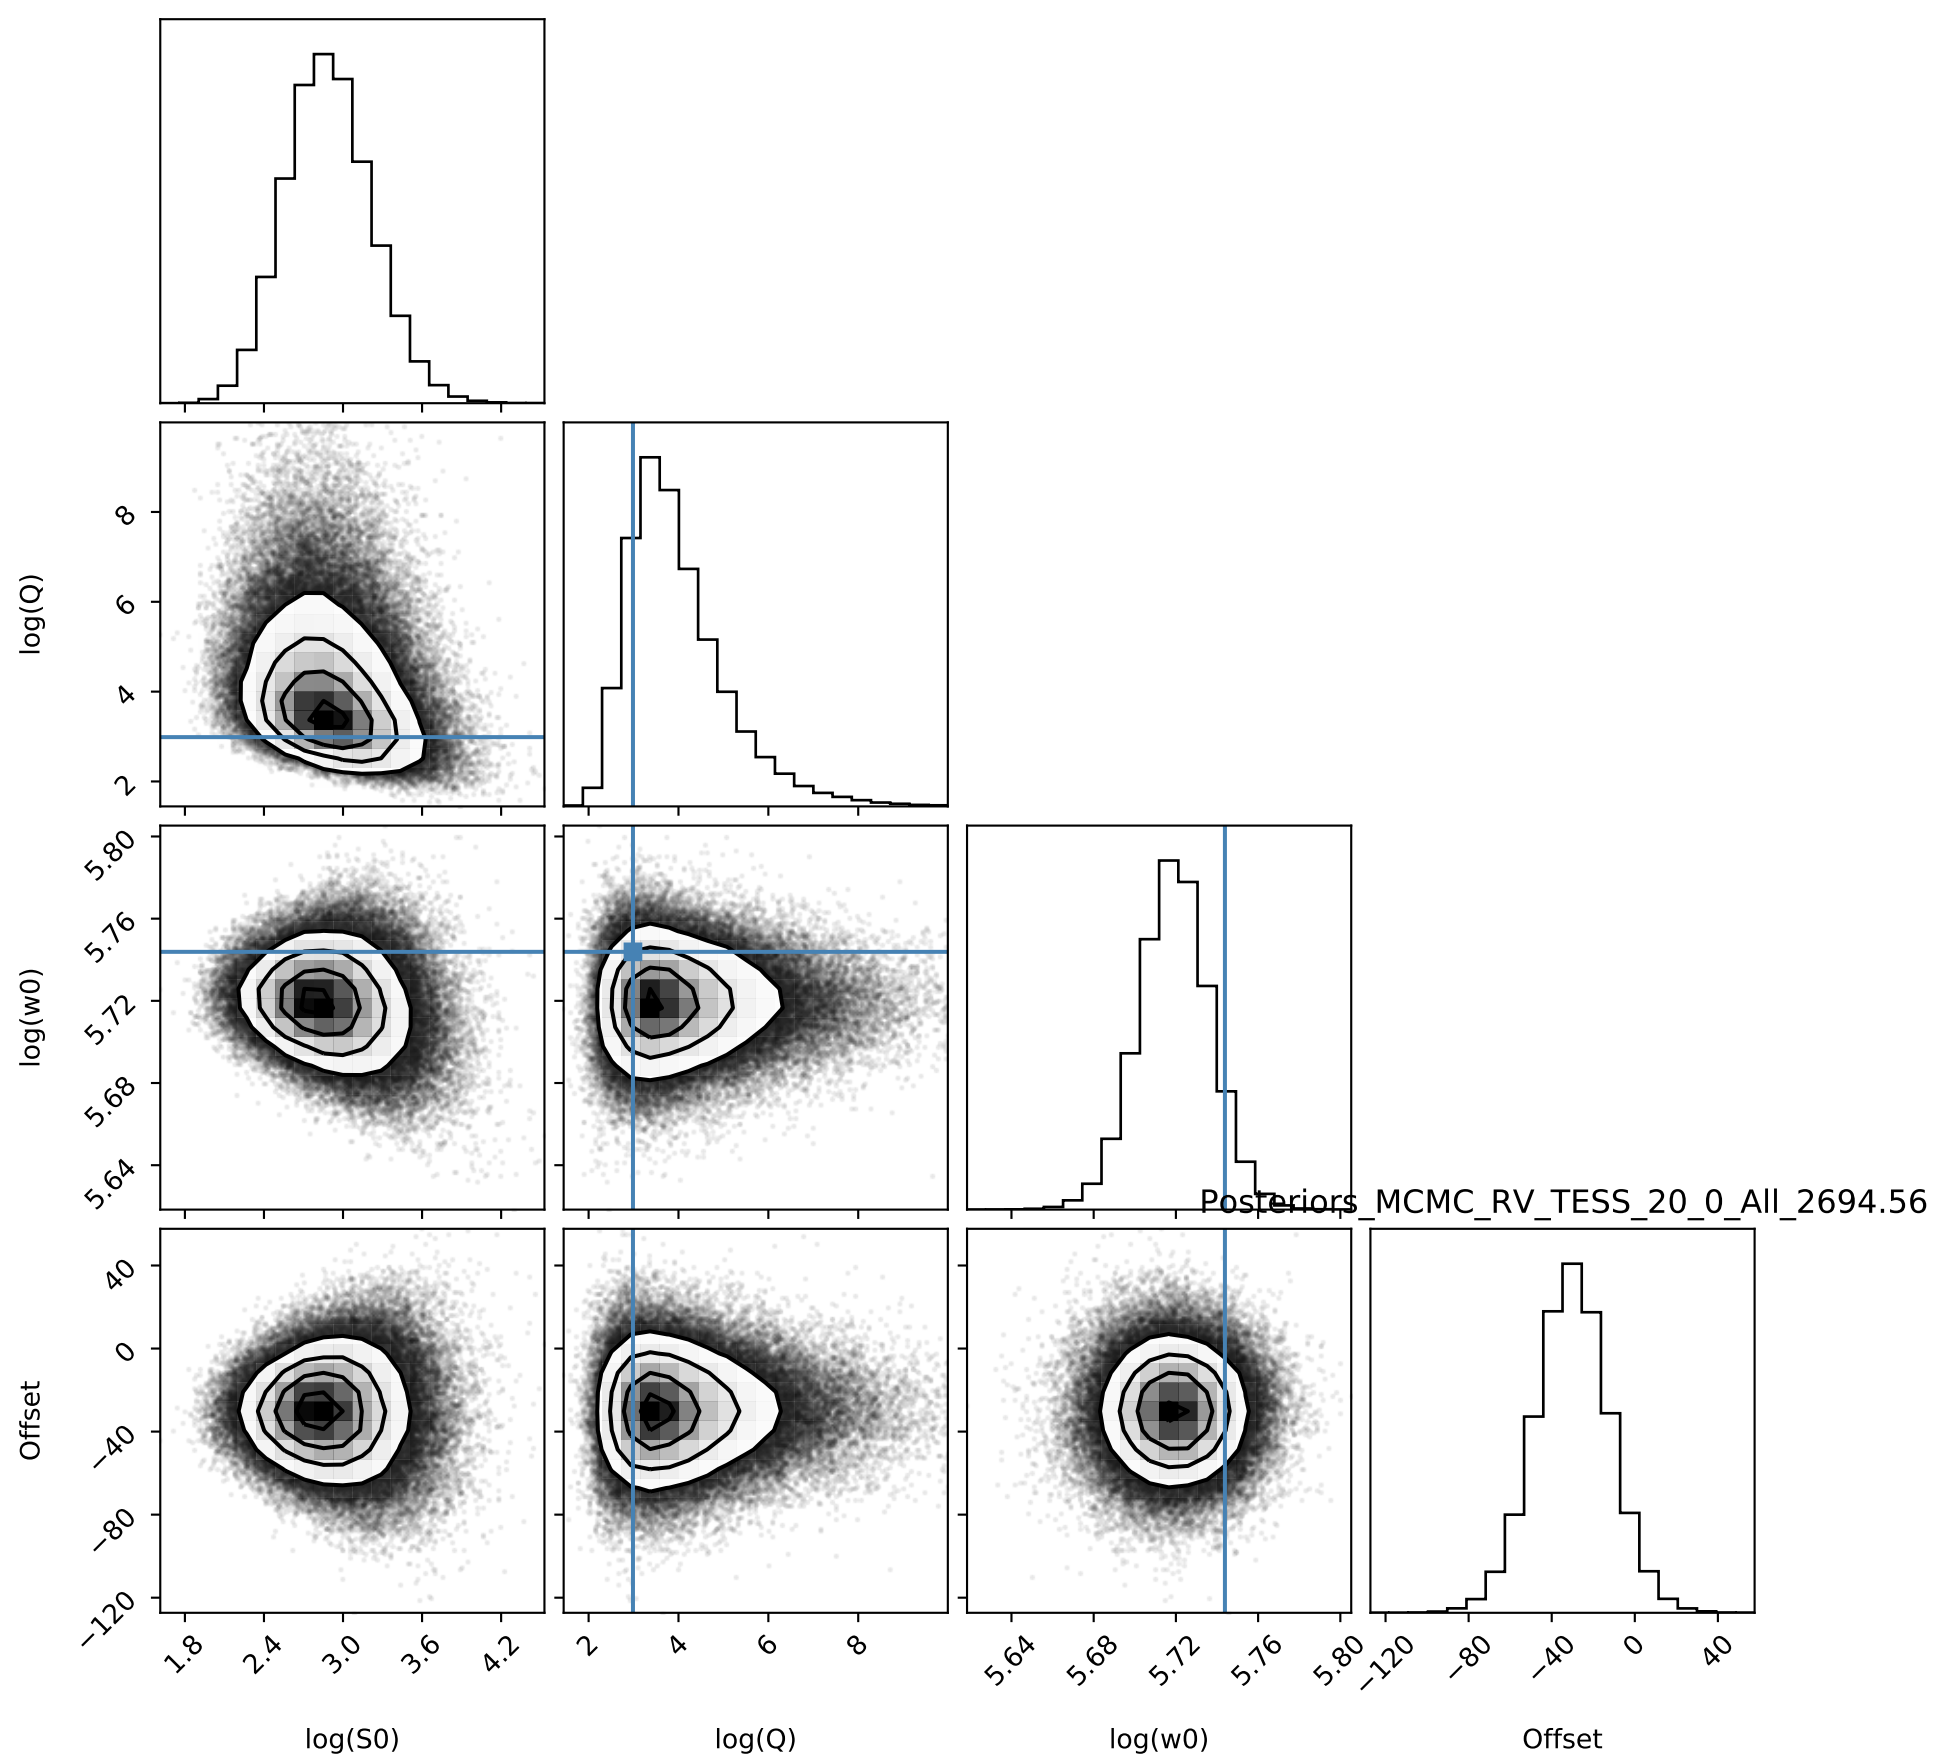 8
6
4
2
log(Q)
5.80
5.76
5.72
5.68
5.64
log(w0)
Posteriors_MCMC_RV_TESS_20_0_All_2694.56
40
0
−40
−80
−120
Offset
1.8 2.4 3.0 3.6 4.2
2 4 6 8
5.64 5.68 5.72 5.76 5.80
−120 −80 −40 0 40
log(S0) log(Q) log(w0) Offset